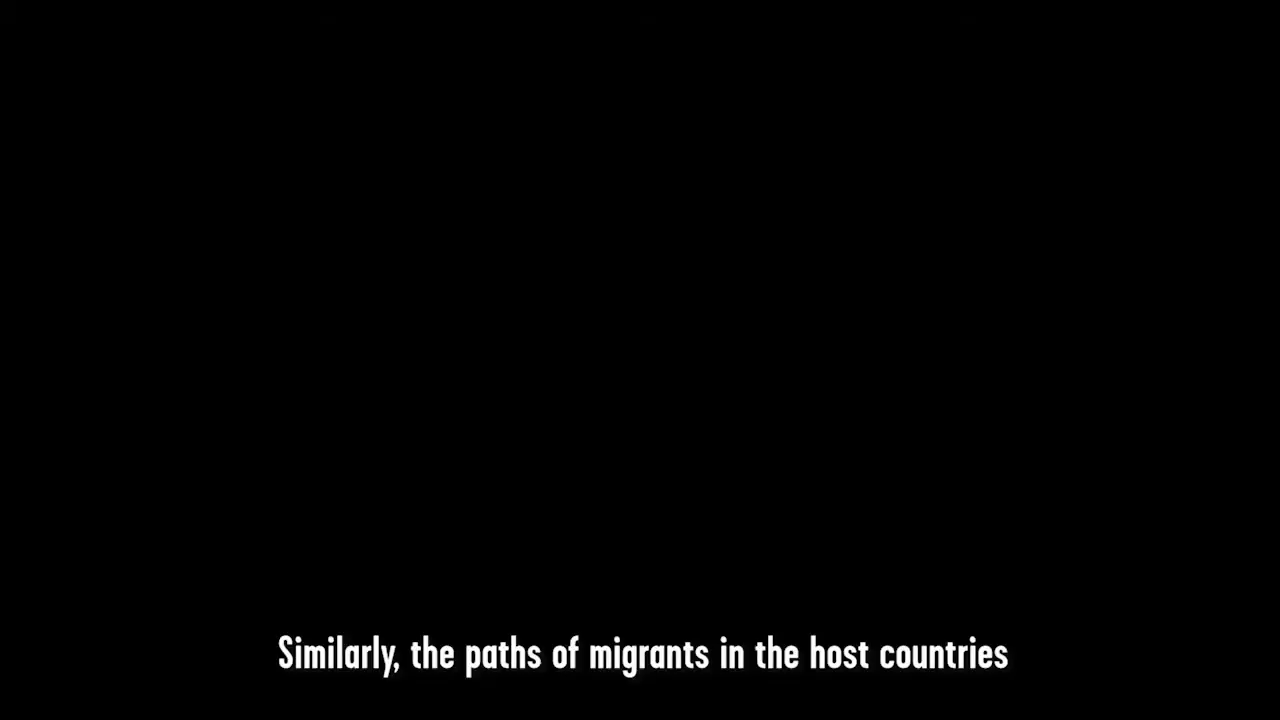 Similarly, the paths of migrants in the host countries